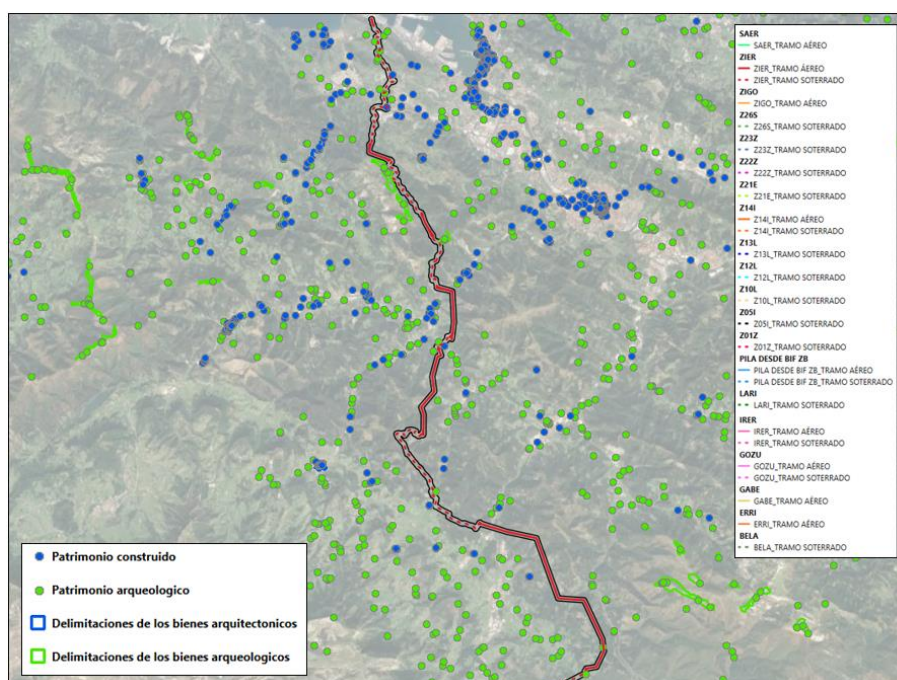 SAER
SAER_TRAMO AÉREO
ZIER
ZIER_TRAMO ÁEREO
ZIER_TRAMO SOTERRADO
ZIGO
ZIGO_TRAMO AÉREO
Z26S
Z26S_TRAMO SOTERRADO
Z23Z
Z23Z_TRAMO SOTERRADO
Z22Z
Z22Z_TRAMO SOTERRADO
Z21E
Z21E_TRAMO SOTERRADO
Z14I
Z14I_TRAMO AÉREO
Z14I_TRAMO SOTERRADO
Z13L
Z13L_TRAMO SOTERRADO
Z12L
Z12L_TRAMO SOTERRADO
Z10L
Z10L_TRAMO SOTERRADO
Z05I
Z05I_TRAMO SOTERRADO
Z01Z
Z01Z_TRAMO SOTERRADO
PILA DESDE BIF ZB
PILA DESDE BIF ZB_TRAMO AÉREO
PILA DESDE BIF ZB_TRAMO SOTERRADO
LARI
LARI_TRAMO SOTERRADO
IRER
IRER_TRAMO AÉREO
IRER_TRAMO SOTERRADO
GOZU
GOZU_TRAMO AÉREO
GOZU_TRAMO SOTERRADO
GABE
GABE_TRAMO AÉREO
ERRI
ERRI_TRAMO AÉREO
BELA
BELA_TRAMO SOTERRADO
Patrimonio construido
Patrimonio arqueologico
Delimitaciones de los bienes arquitectonicos
Delimitaciones de los bienes arqueologicos